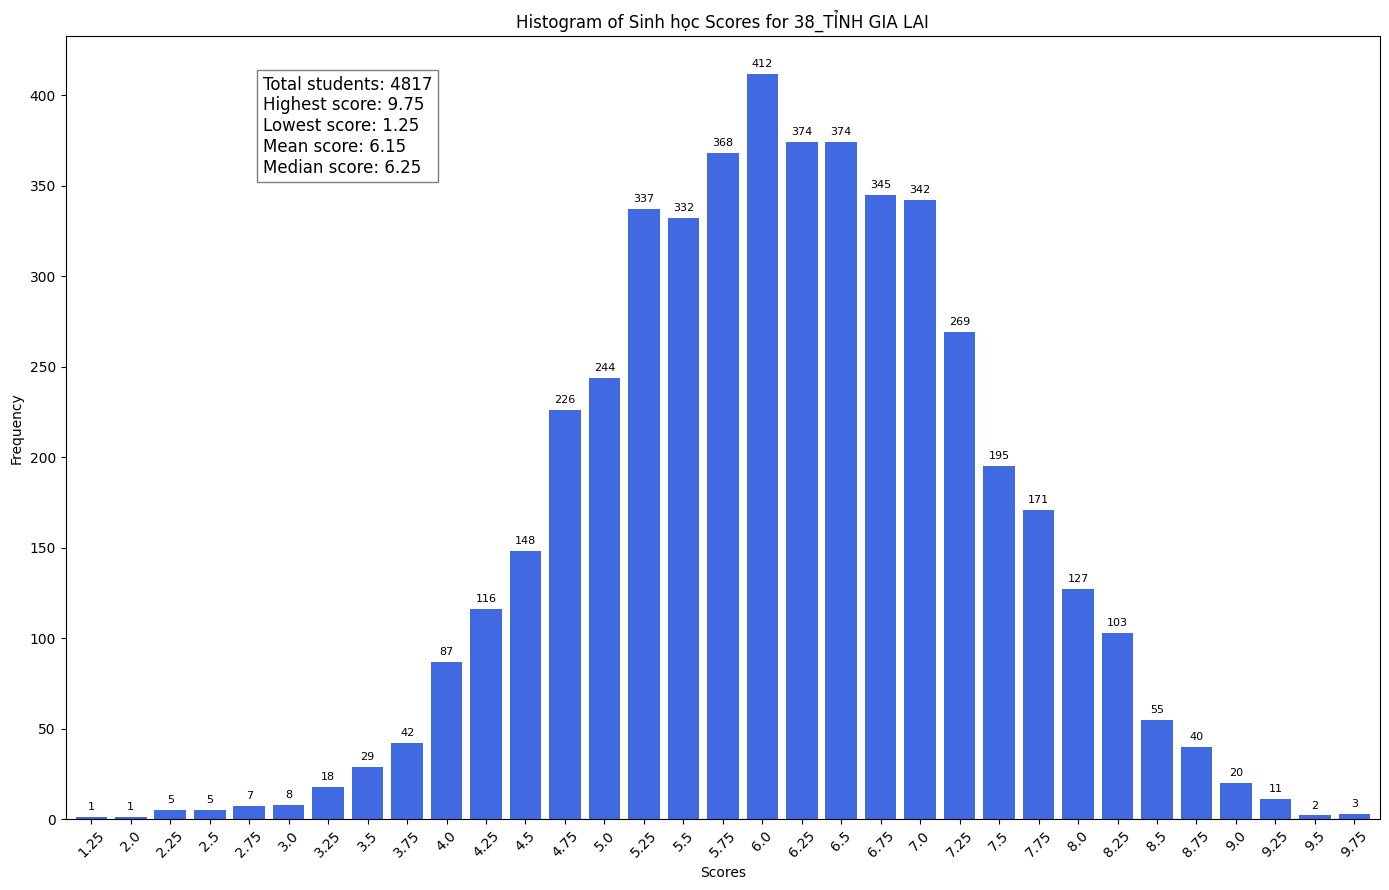 Histogram of Sinh học Scores for 38_TỈNH GIA LAI
Total students: 4817
Highest score: 9.75
Lowest score: 1.25
Mean score: 6.15
Median score: 6.25
Frequency
400
350
300
250
200
150
100
50
0
1 1 5 5 7 8 18 29 42 87 116 148 226 244 337 332 368 412 374 374 345 342 269 195 171 127 103 55 40 20 11 2 3
1.25 2.0 2.25 2.5 2.75 3.0 3.25 3.5 3.75 4.0 4.25 4.5 4.75 5.0 5.25 5.5 5.75 6.0 6.25 6.5 6.75 7.0 7.25 7.5 7.75 8.0 8.25 8.5 8.75 9.0 9.25 9.5 9.75
Scores